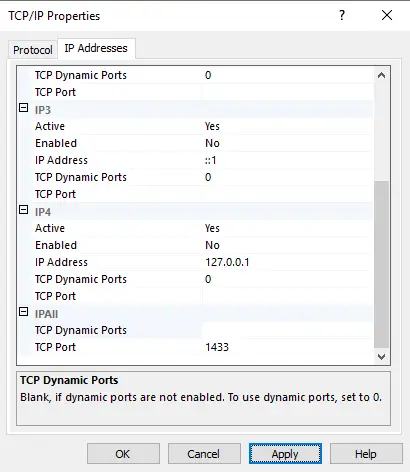 TCP/IP Properties ? ×
Protocol IP Addresses
TCP Dynamic Ports 0
TCP Port
IP3
Active Yes
Enabled No
IP Address ::1
TCP Dynamic Ports 0
TCP Port
IP4
Active Yes
Enabled No
IP Address 127.0.0.1
TCP Dynamic Ports 0
TCP Port
IPAll
TCP Dynamic Ports
TCP Port 1433
TCP Dynamic Ports
Blank, if dynamic ports are not enabled. To use dynamic ports, set to 0.
OK Cancel Apply Help